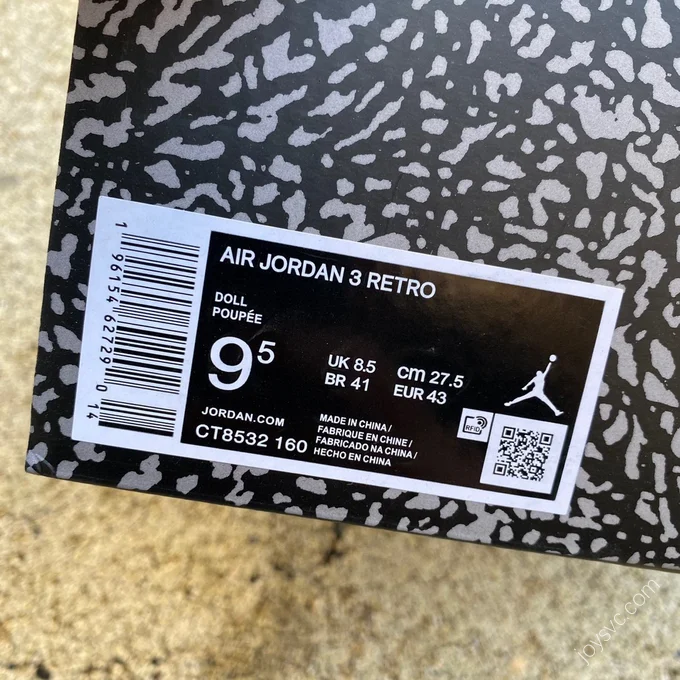 1 96154 62729 0 14
AIR JORDAN 3 RETRO
DOLL
POUPÉE
9⁵
UK 8.5
BR 41
cm 27.5
EUR 43
JORDAN.COM
CT8532 160
MADE IN CHINA /
FABRIQUE EN CHINE /
FABRICADO NA CHINA /
HECHO EN CHINA
RFID
joysvc.com